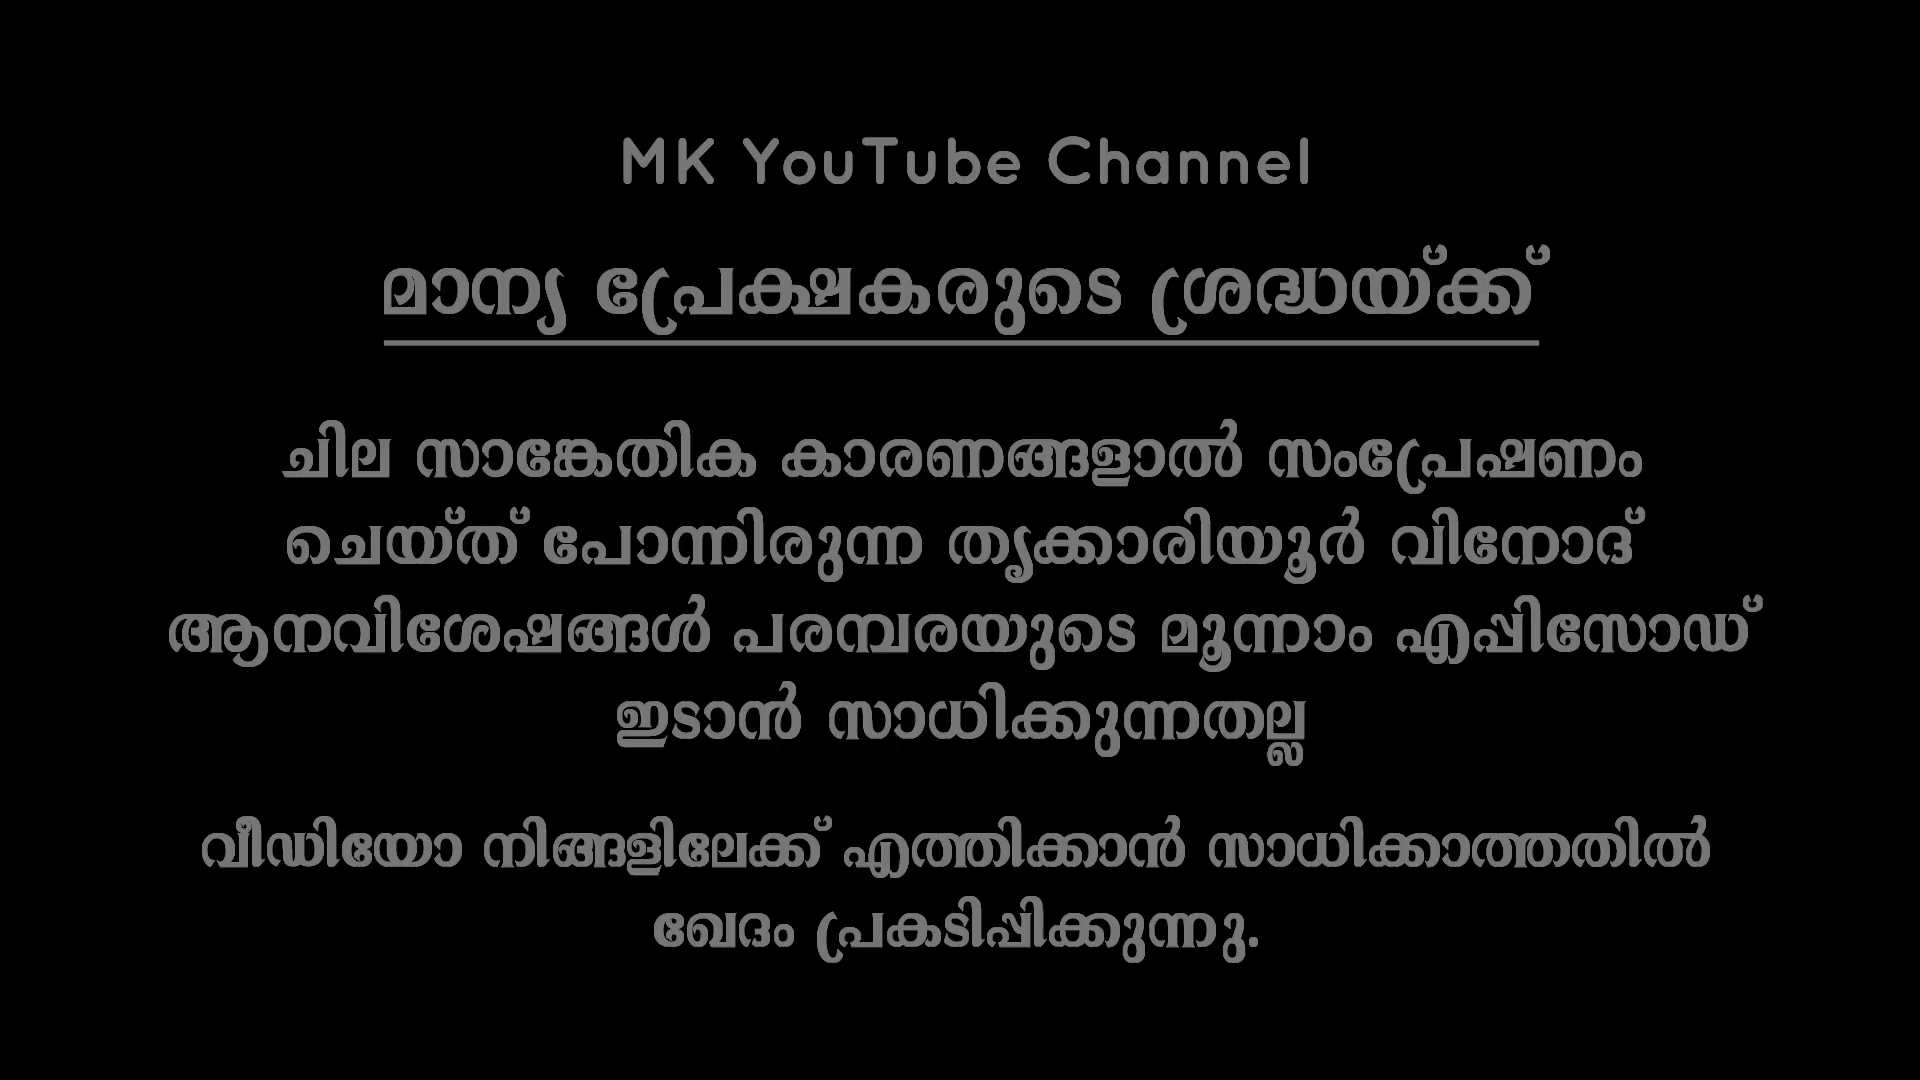 MK YouTube Channel
മാന്യ പ്രേക്ഷകരുടെ ശ്രദ്ധയ്ക്ക്
ചില സാങ്കേതിക കാരണങ്ങളാൽ സംപ്രേഷണം
ചെയ്ത് പോന്നിരുന്ന തൃക്കാരിയൂർ വിനോദ്
ആനവിശേഷങ്ങൾ പരമ്പരയുടെ മൂന്നാം എപ്പിസോഡ്
ഇടാൻ സാധിക്കുന്നതല്ല
വീഡിയോ നിങ്ങളിലേക്ക് എത്തിക്കാൻ സാധിക്കാത്തതിൽ
ഖേദം പ്രകടിപ്പിക്കുന്നു.